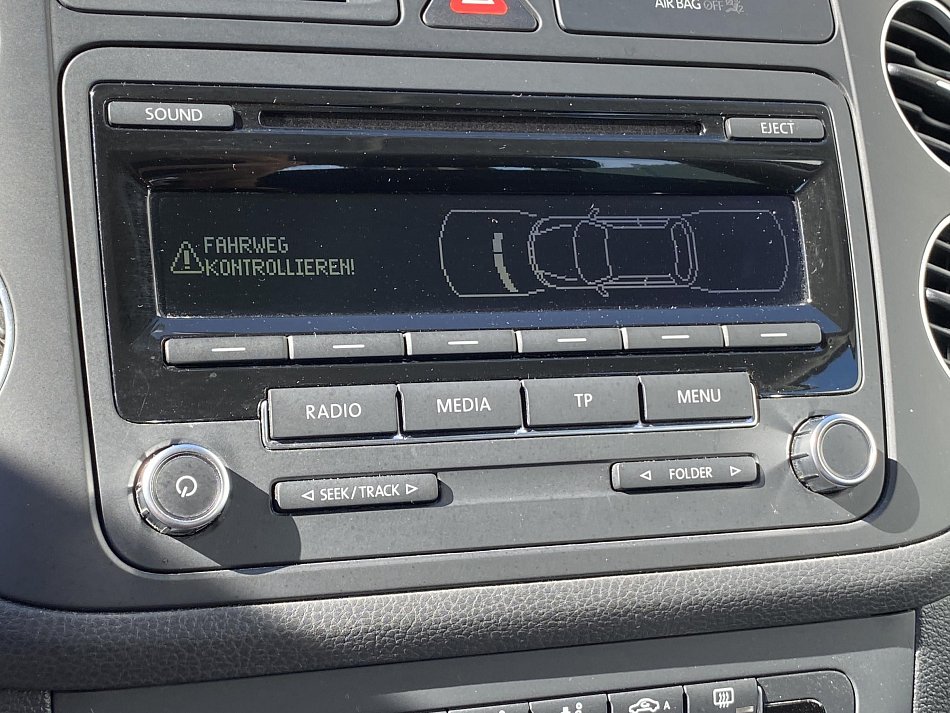 AIR BAG OFF
SOUND
EJECT
FAHRWEG
KONTROLLIEREN!
RADIO
MEDIA
TP
MENU
SEEK/TRACK
FOLDER
A